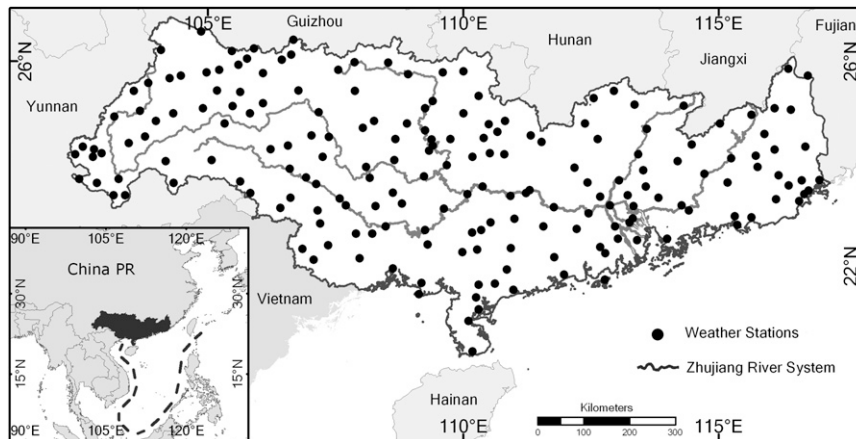 105°E
Guizhou
110°E
115°E
Fujian
Hunan
Jiangxi
26°N
26°N
Yunnan
90°E
105°E
120°E
China PR
Vietnam
22°N
30°N
30°N
Weather Stations
Zhujiang River System
15°N
15°N
Hainan
Kilometers
0 50 100 200 300
90°E
105°E
120°E
110°E
115°E